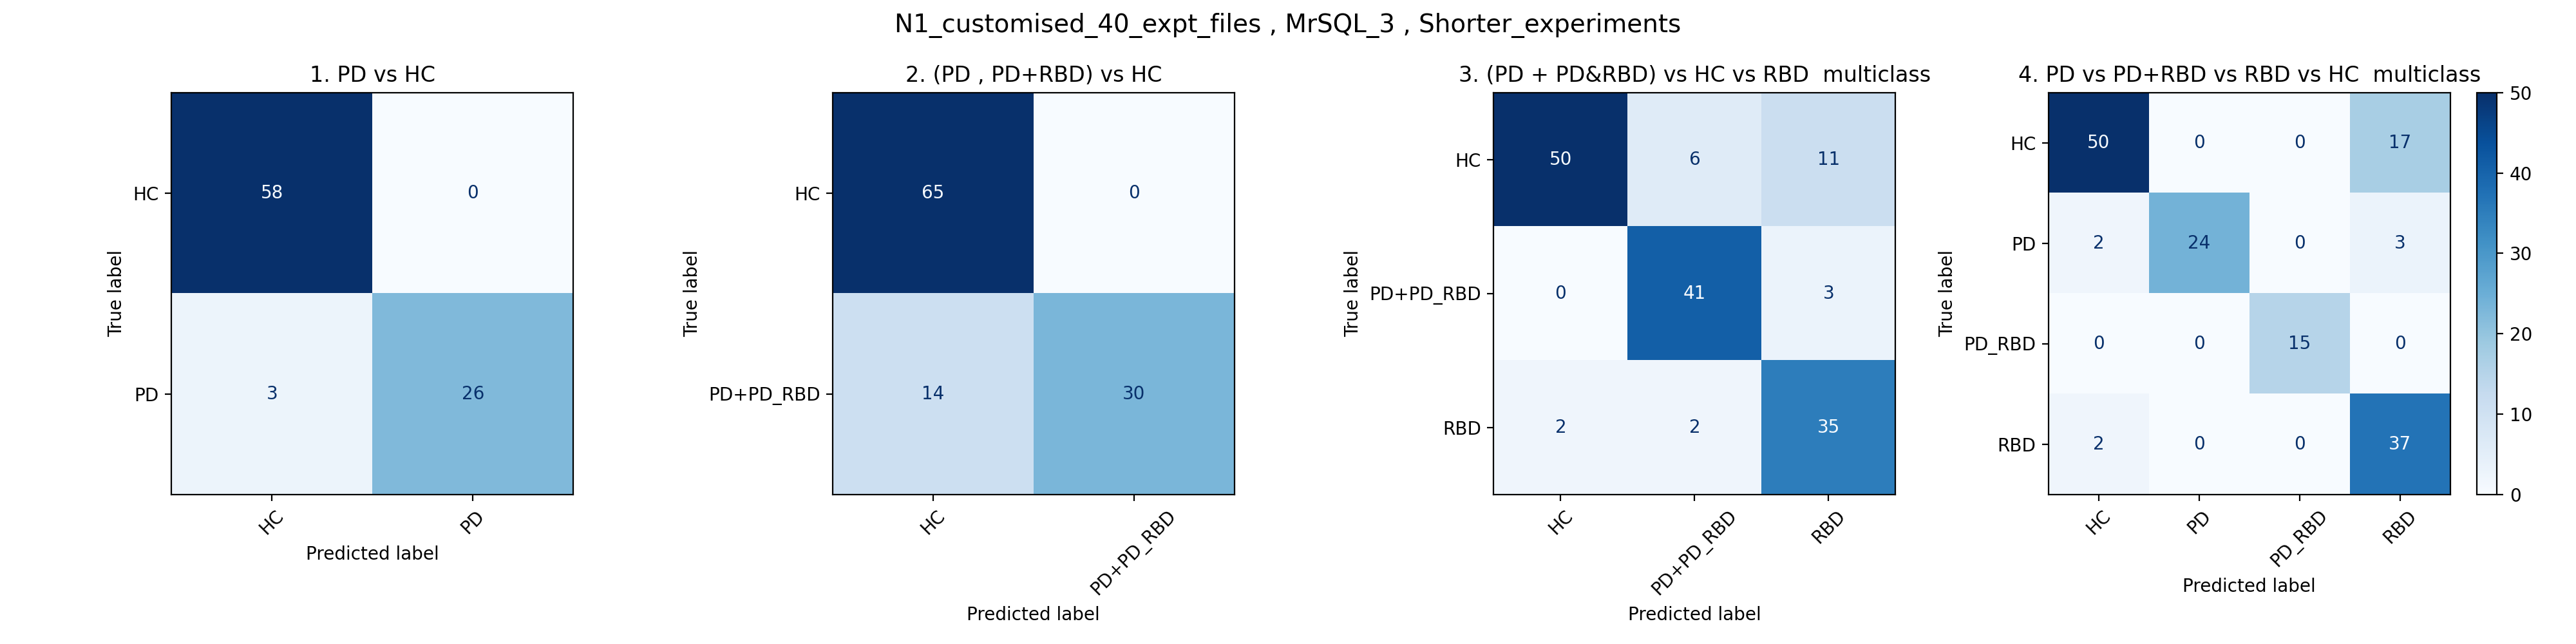 N1_customised_40_expt_files , MrSQL_3 , Shorter_experiments
1. PD vs HC
True label
HC
58
0
PD
3
26
HC
PD
Predicted label
2. (PD , PD+RBD) vs HC
True label
HC
65
0
PD+PD_RBD
14
30
HC
PD+PD_RBD
Predicted label
3. (PD + PD&RBD) vs HC vs RBD  multiclass
True label
HC
50
6
11
PD+PD_RBD
0
41
3
RBD
2
2
35
HC
PD+PD_RBD
RBD
Predicted label
4. PD vs PD+RBD vs RBD vs HC  multiclass
True label
HC
50
0
0
17
PD
2
24
0
3
PD_RBD
0
0
15
0
RBD
2
0
0
37
HC
PD
PD_RBD
RBD
Predicted label
50
40
30
20
10
0